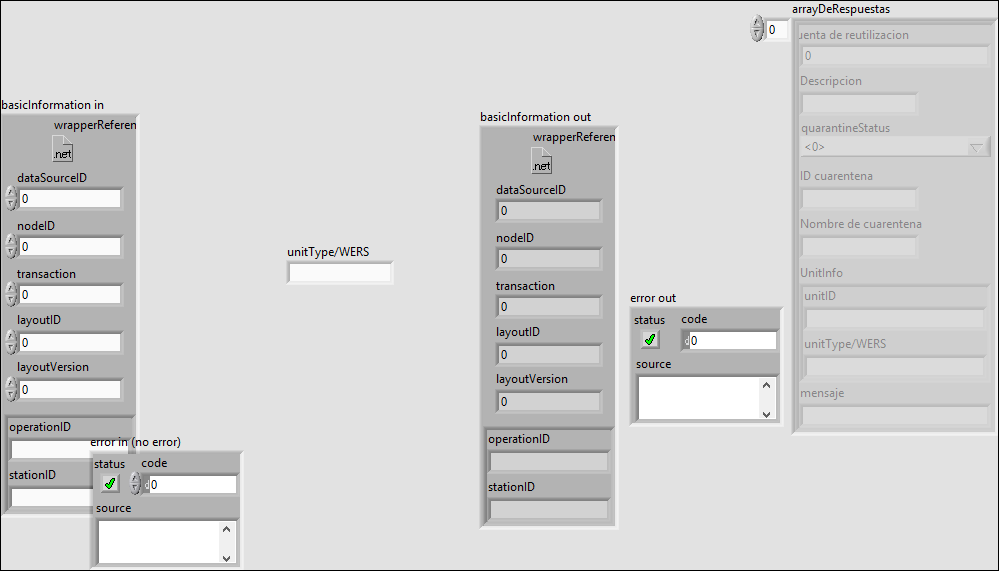 basicInformation in
wrapperReferen
.net
dataSourceID
0
nodeID
0
transaction
0
layoutID
0
layoutVersion
0
operationID
stationID
error in (no error)
status
code
d
0
source
unitType/WERS
basicInformation out
wrapperReferen
.net
dataSourceID
0
nodeID
0
transaction
0
layoutID
0
layoutVersion
0
operationID
stationID
error out
status
code
d
0
source
arrayDeRespuestas
0
uenta de reutilizacion
0
Descripcion
quarantineStatus
<0>
ID cuarentena
Nombre de cuarentena
UnitInfo
unitID
unitType/WERS
mensaje